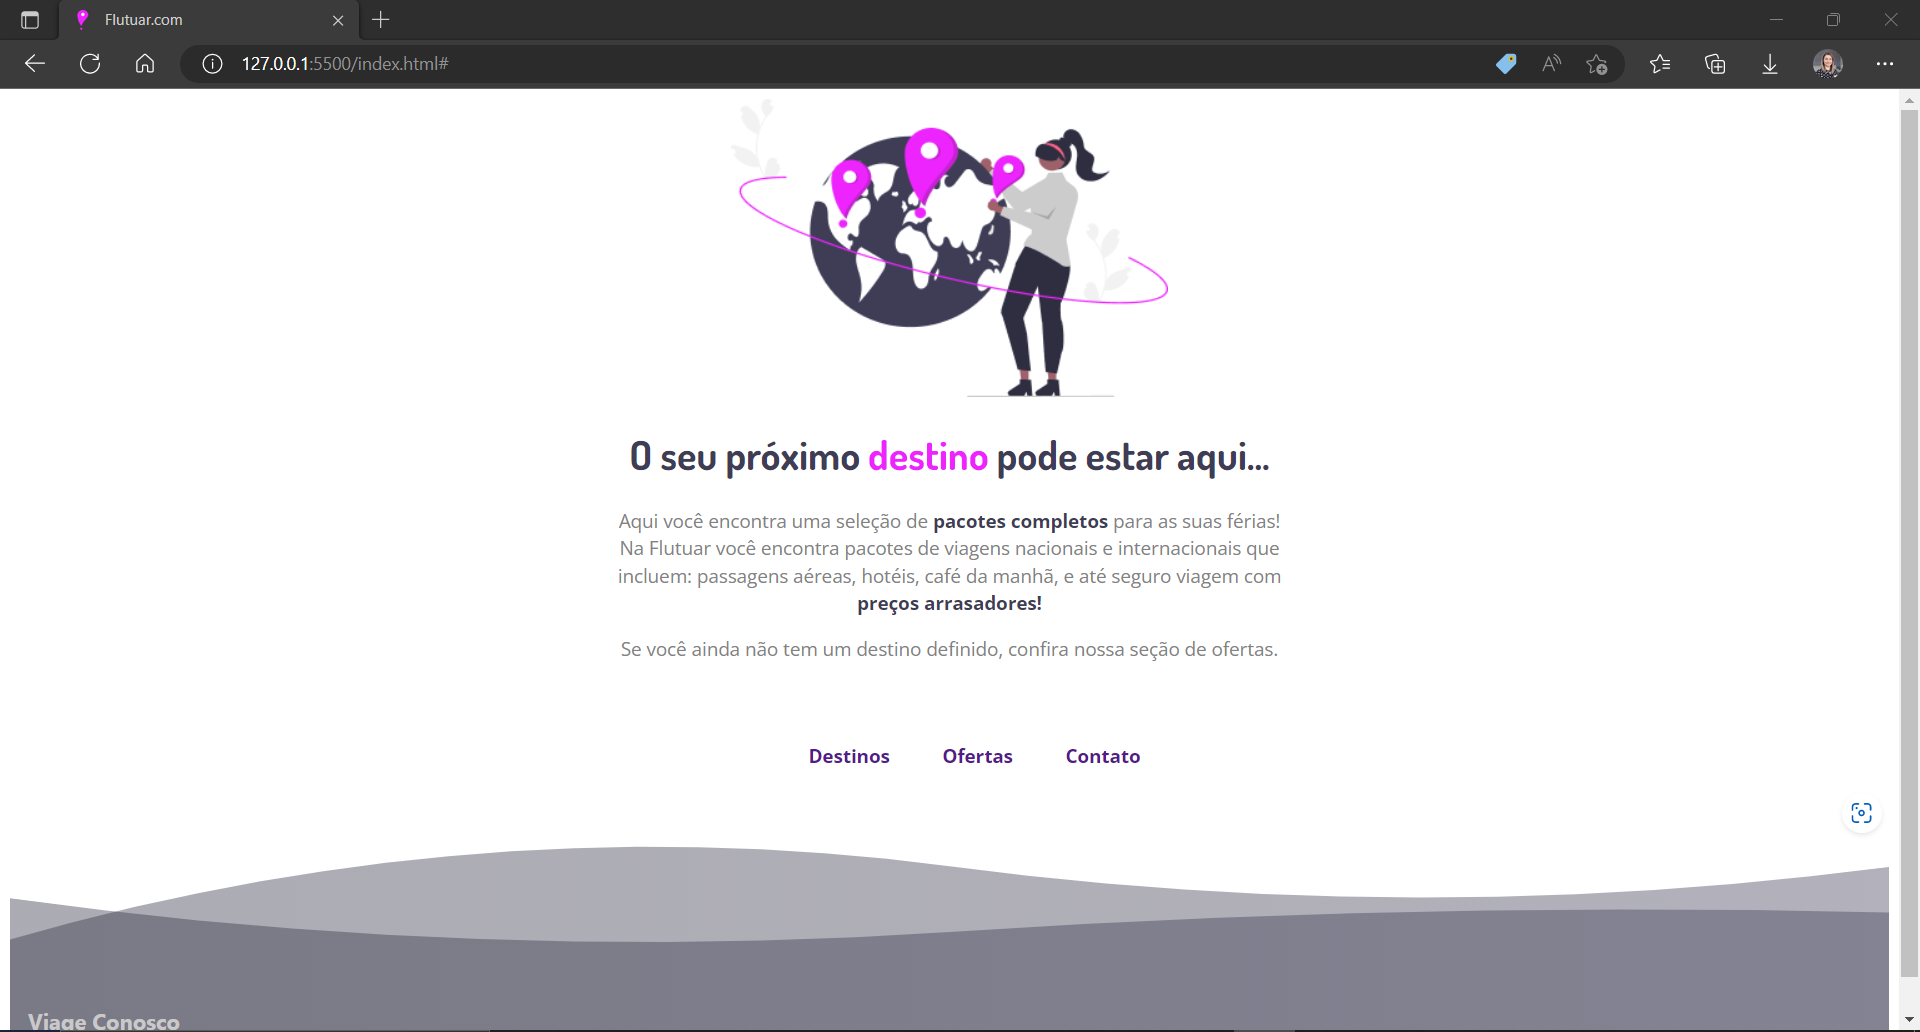 Flutuar.com
127.0.0.1:5500/index.html#
O seu próximo destino pode estar aqui...
Aqui você encontra uma seleção de pacotes completos para as suas férias!
Na Flutuar você encontra pacotes de viagens nacionais e internacionais que
incluem: passagens aéreas, hotéis, café da manhã, e até seguro viagem com
preços arrasadores!
Se você ainda não tem um destino definido, confira nossa seção de ofertas.
Destinos Ofertas Contato
Viage Conosco